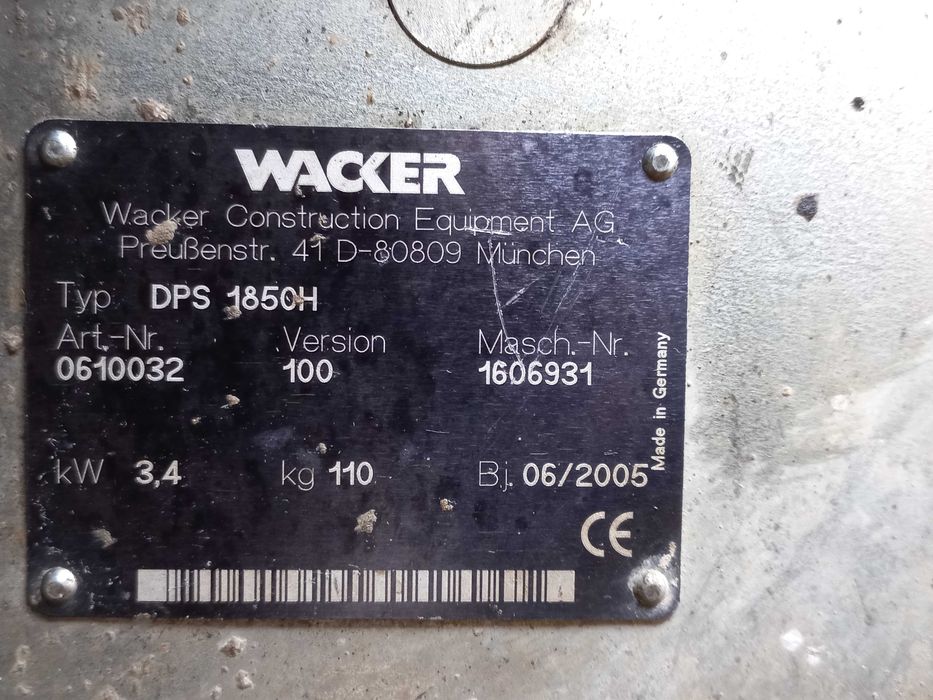 WACKER
Wacker Construction Equipment AG
Preußenstr. 41 D-80809 München
Typ DPS 1850H
Art.-Nr. Version Masch.-Nr.
0610032 100 1606931
kW 3,4 kg 110 Bj. 06/2005
Made in Germany
CE